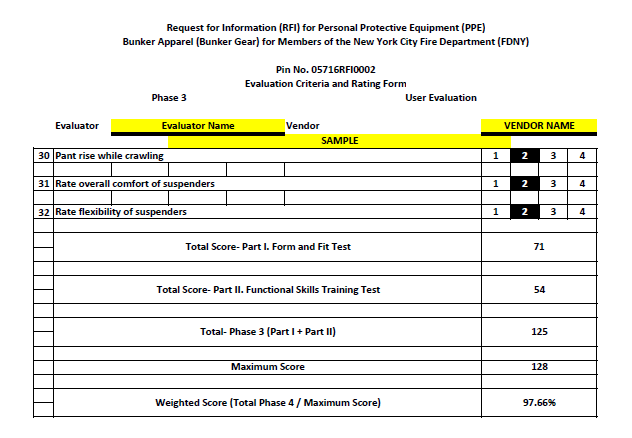 Request for Information (RFI) for Personal Protective Equipment (PPE)
Bunker Apparel (Bunker Gear) for Members of the New York City Fire Department (FDNY)
Pin No. 05716RFI0002
Evaluation Criteria and Rating Form
Phase 3 User Evaluation
Evaluator Evaluator Name Vendor VENDOR NAME
SAMPLE
30 Pant rise while crawling 1 2 3 4
31 Rate overall comfort of suspenders 1 2 3 4
32 Rate flexibility of suspenders 1 2 3 4
Total Score- Part I. Form and Fit Test 71
Total Score- Part II. Functional Skills Training Test 54
Total- Phase 3 (Part I + Part II) 125
Maximum Score 128
Weighted Score (Total Phase 4 / Maximum Score) 97.66%